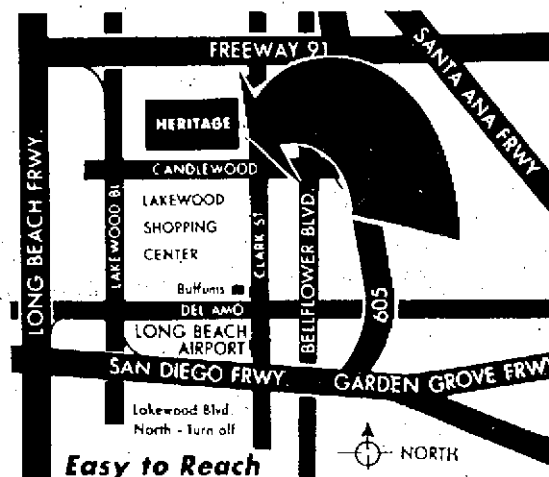 FREEWAY 91
SANTA ANA FRWY
HERITAGE
CANDLEWOOD
LONG BEACH FRWY.
LAKEWOOD BL
LAKEWOOD
SHOPPING
CENTER
CLARK ST.
BELLFLOWER BLVD.
Buffums
DEL AMO
605
LONG BEACH
AIRPORT
SAN DIEGO FRWY.
GARDEN GROVE FRWY
Lakewood Blvd.
North - Turn off
NORTH
Easy to Reach